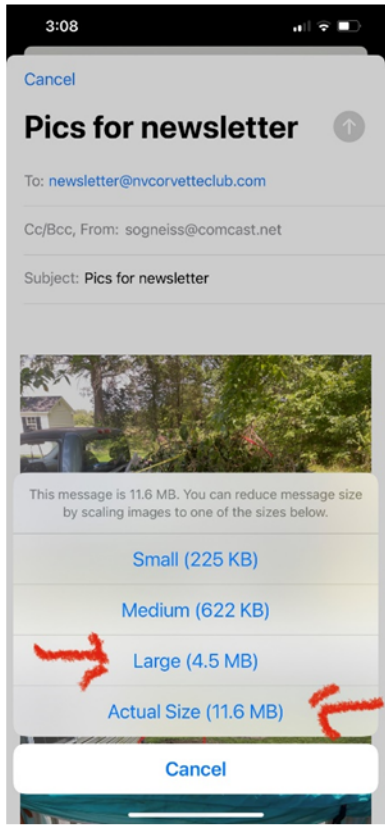 3:08
Cancel
Pics for newsletter
To: newsletter@nvcorvetteclub.com
Cc/Bcc, From: sogneiss@comcast.net
Subject: Pics for newsletter
This message is 11.6 MB. You can reduce message size
by scaling images to one of the sizes below.
Small (225 KB)
Medium (622 KB)
Large (4.5 MB)
Actual Size (11.6 MB)
Cancel